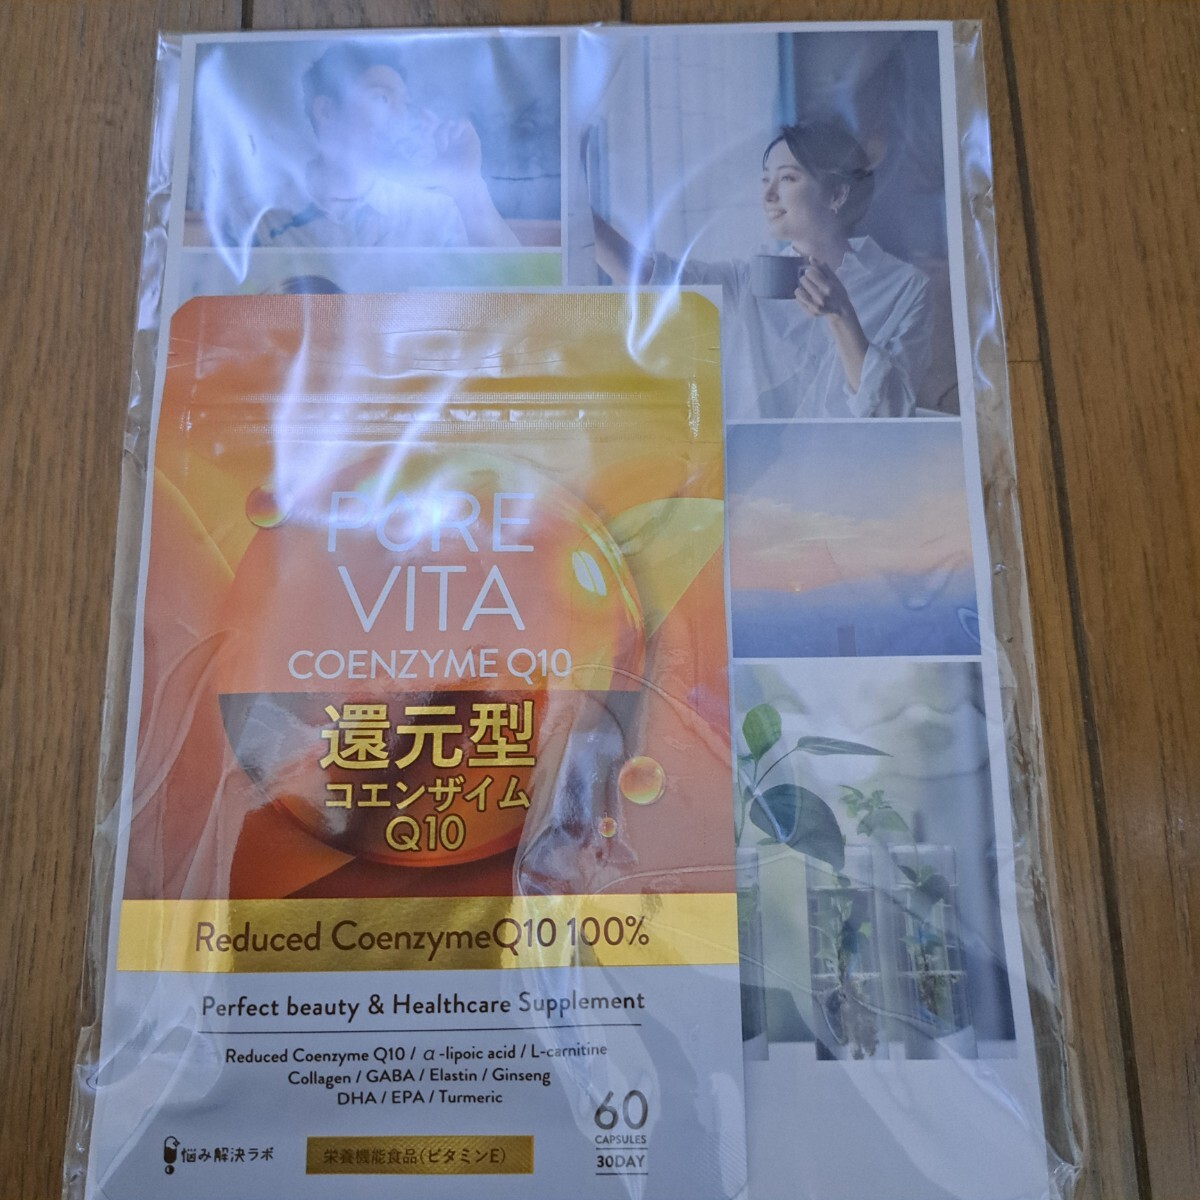 PURE
VITA
COENZYME Q10
還元型
コエンザイム
Q10
Reduced CoenzymeQ10 100%
Perfect beauty & Healthcare Supplement
Reduced Coenzyme Q10 / α-lipoic acid / L-carnitine
Collagen / GABA / Elastin / Ginseng
DHA / EPA / Turmeric
60
CAPSULES
30DAY
悩み解決ラボ
栄養機能食品(ビタミンE)